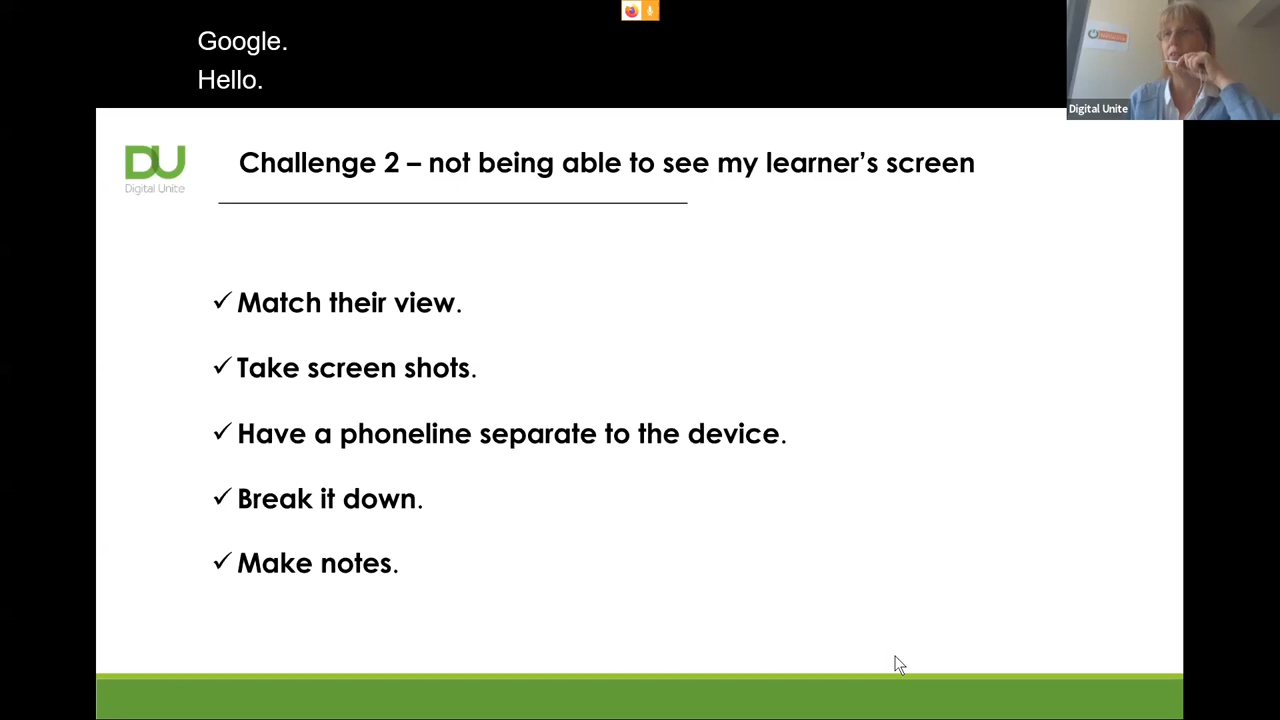 Google.
Hello.
Digital Unite
DU
Digital Unite
Challenge 2 – not being able to see my learner's screen
✓ Match their view.
✓ Take screen shots.
✓ Have a phoneline separate to the device.
✓ Break it down.
✓ Make notes.